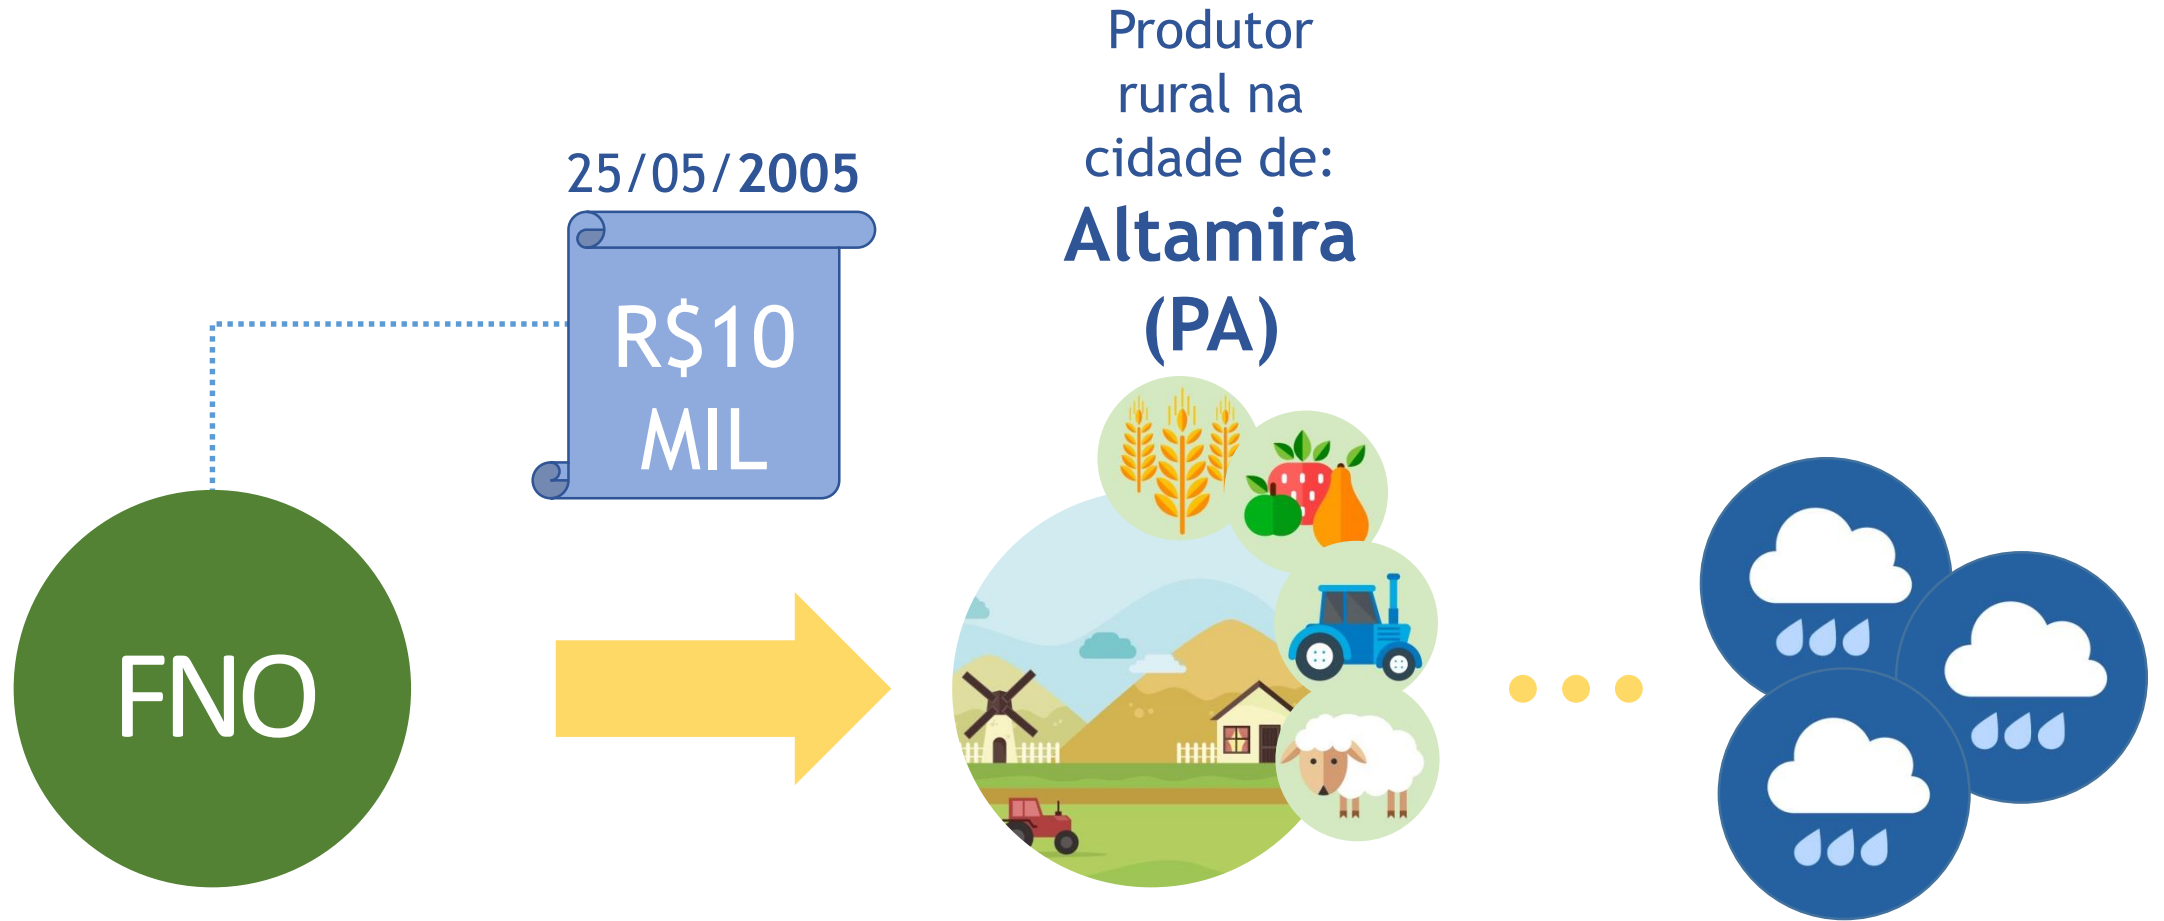 Produtor
rural na
cidade de:
Altamira
(PA)
25/05/2005
R$10
MIL
FNO